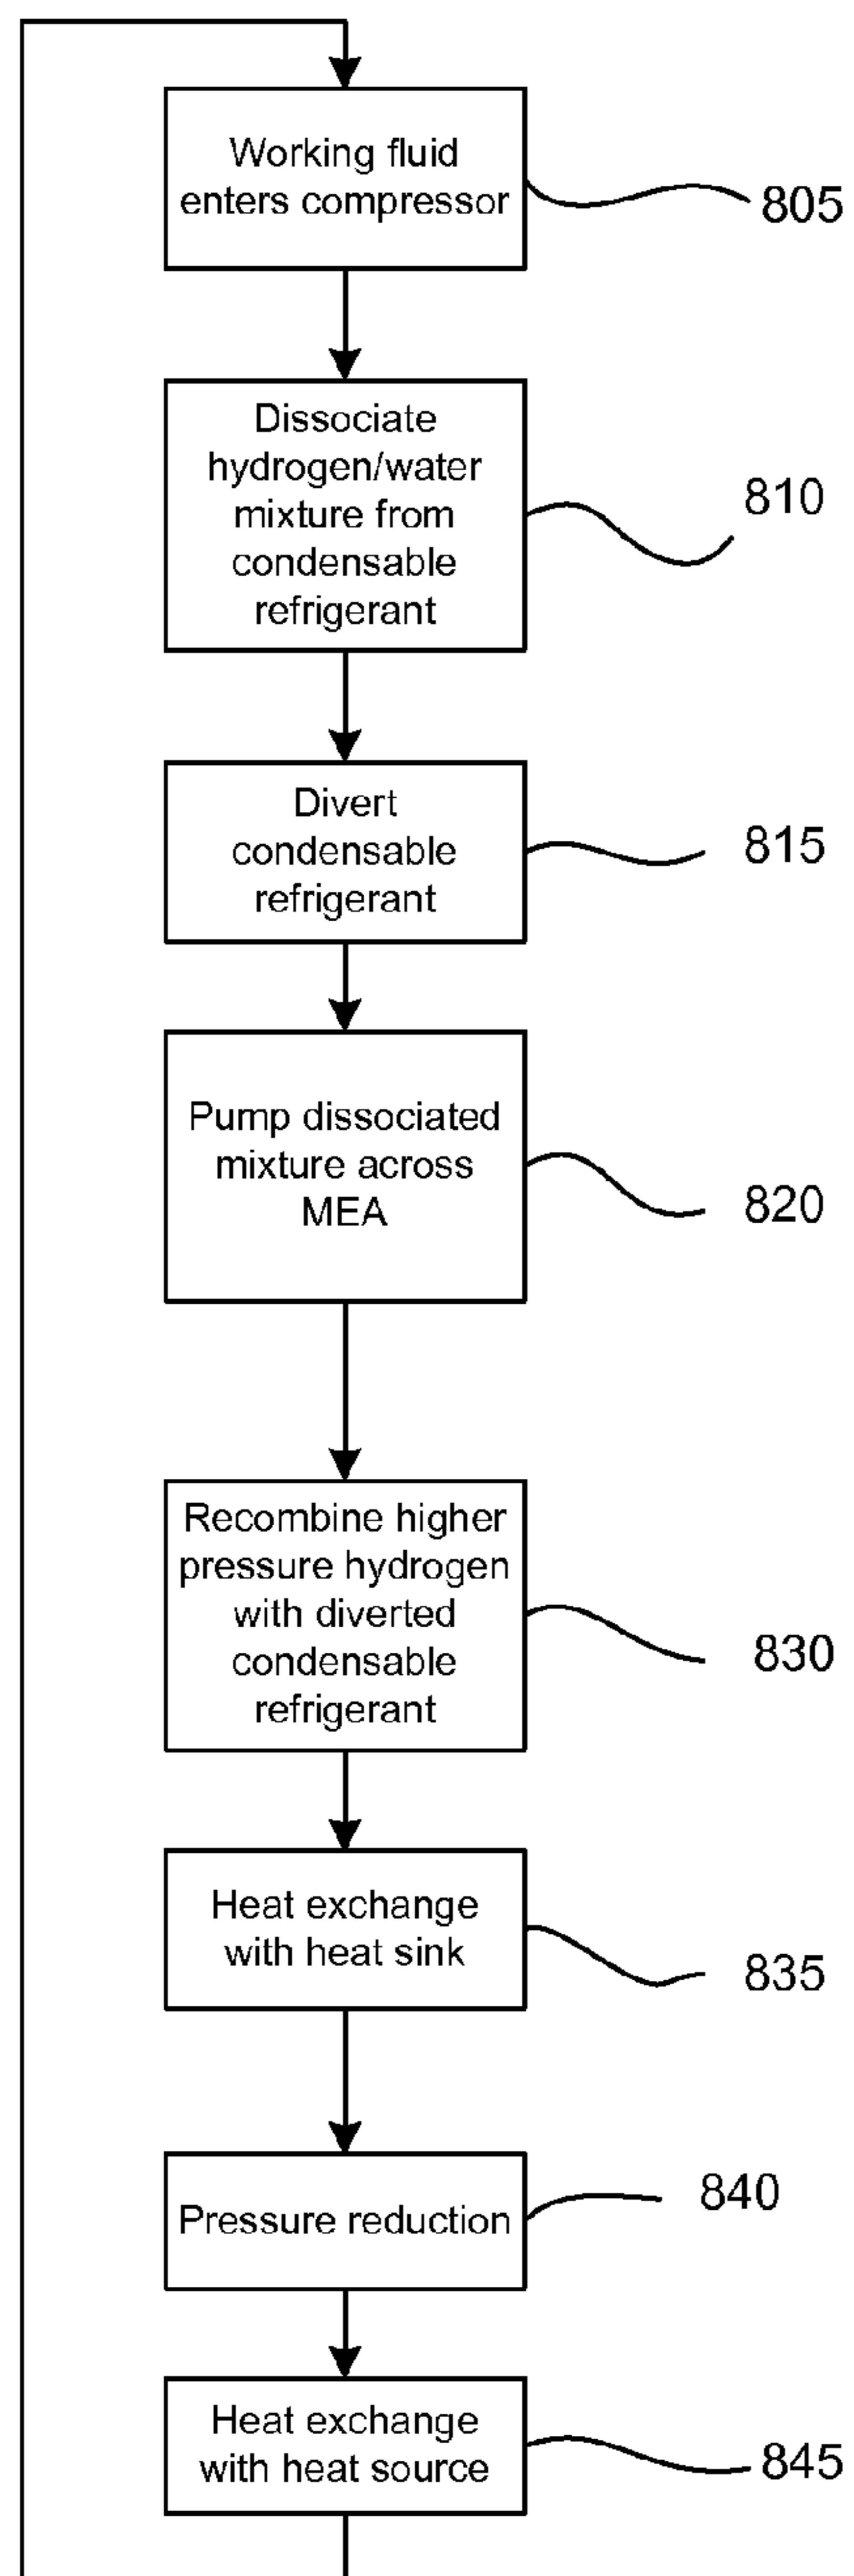 Working fluid
enters compressor
805
Dissociate
hydrogen/water
mixture from
condensable
refrigerant
810
Divert
condensable
refrigerant
815
Pump dissociated
mixture across
MEA
820
Recombine higher
pressure hydrogen
with diverted
condensable
refrigerant
830
Heat exchange
with heat sink
835
Pressure reduction
840
Heat exchange
with heat source
845